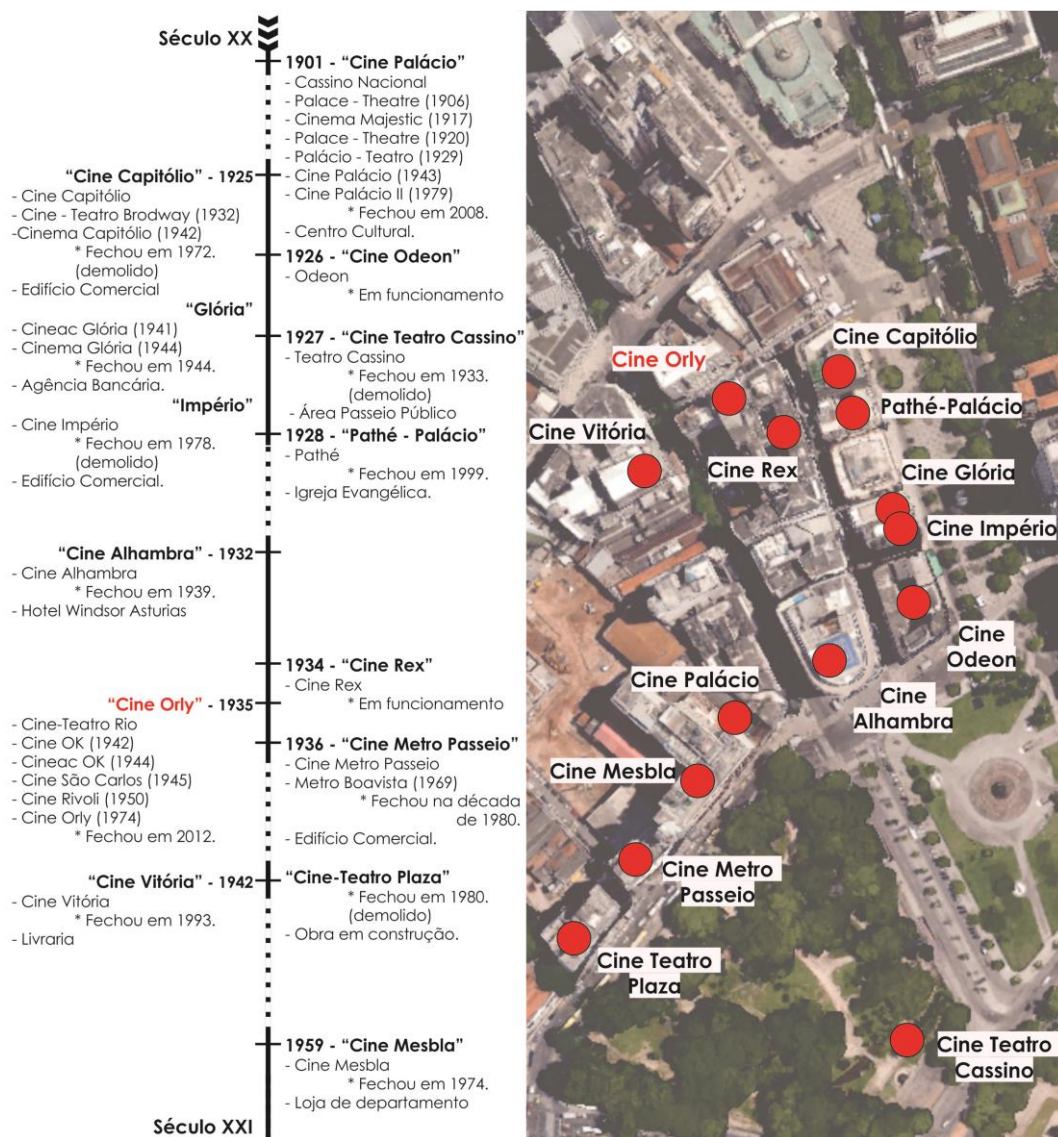 Século XX
1901 - “Cine Palácio”
- Cassino Nacional
- Palace - Theatre (1906)
- Cinema Majestic (1917)
- Palace - Theatre (1920)
- Palácio - Teatro (1929)
- Cine Palácio (1943)
- Cine Palácio II (1979)
* Fechou em 2008.
- Centro Cultural.
“Cine Capitólio” - 1925
- Cine Capitólio
- Cine - Teatro Brodway (1932)
-Cinema Capitólio (1942)
* Fechou em 1972.
(demolido)
- Edifício Comercial
1926 - “Cine Odeon”
- Odeon
* Em funcionamento
“Glória”
- Cineac Glória (1941)
- Cinema Glória (1944)
* Fechou em 1944.
- Agência Bancária.
1927 - “Cine Teatro Cassino”
- Teatro Cassino
* Fechou em 1933.
(demolido)
- Área Passeio Público
“Império”
- Cine Império
* Fechou em 1978.
(demolido)
- Edifício Comercial.
1928 - “Pathé - Palácio”
- Pathé
* Fechou em 1999.
- Igreja Evangélica.
“Cine Alhambra” - 1932
- Cine Alhambra
* Fechou em 1939.
- Hotel Windsor Asturias
1934 - “Cine Rex”
- Cine Rex
* Em funcionamento
“Cine Orly” - 1935
- Cine-Teatro Rio
- Cine OK (1942)
- Cineac OK (1944)
- Cine São Carlos (1945)
- Cine Rivoli (1950)
- Cine Orly (1974)
* Fechou em 2012.
1936 - “Cine Metro Passeio”
- Cine Metro Passeio
- Metro Boavista (1969)
* Fechou na década
de 1980.
- Edifício Comercial.
“Cine Vitória” - 1942
- Cine Vitória
* Fechou em 1993.
- Livraria
“Cine-Teatro Plaza”
* Fechou em 1980.
(demolido)
- Obra em construção.
1959 - “Cine Mesbla”
- Cine Mesbla
* Fechou em 1974.
- Loja de departamento
Século XXI
Cine Capitólio
Cine Orly
Pathé-Palácio
Cine Vitória
Cine Rex
Cine Glória
Cine Império
Cine
Odeon
Cine Palácio
Cine
Alhambra
Cine Mesbla
Cine Metro
Passeio
Cine Teatro
Plaza
Cine Teatro
Cassino